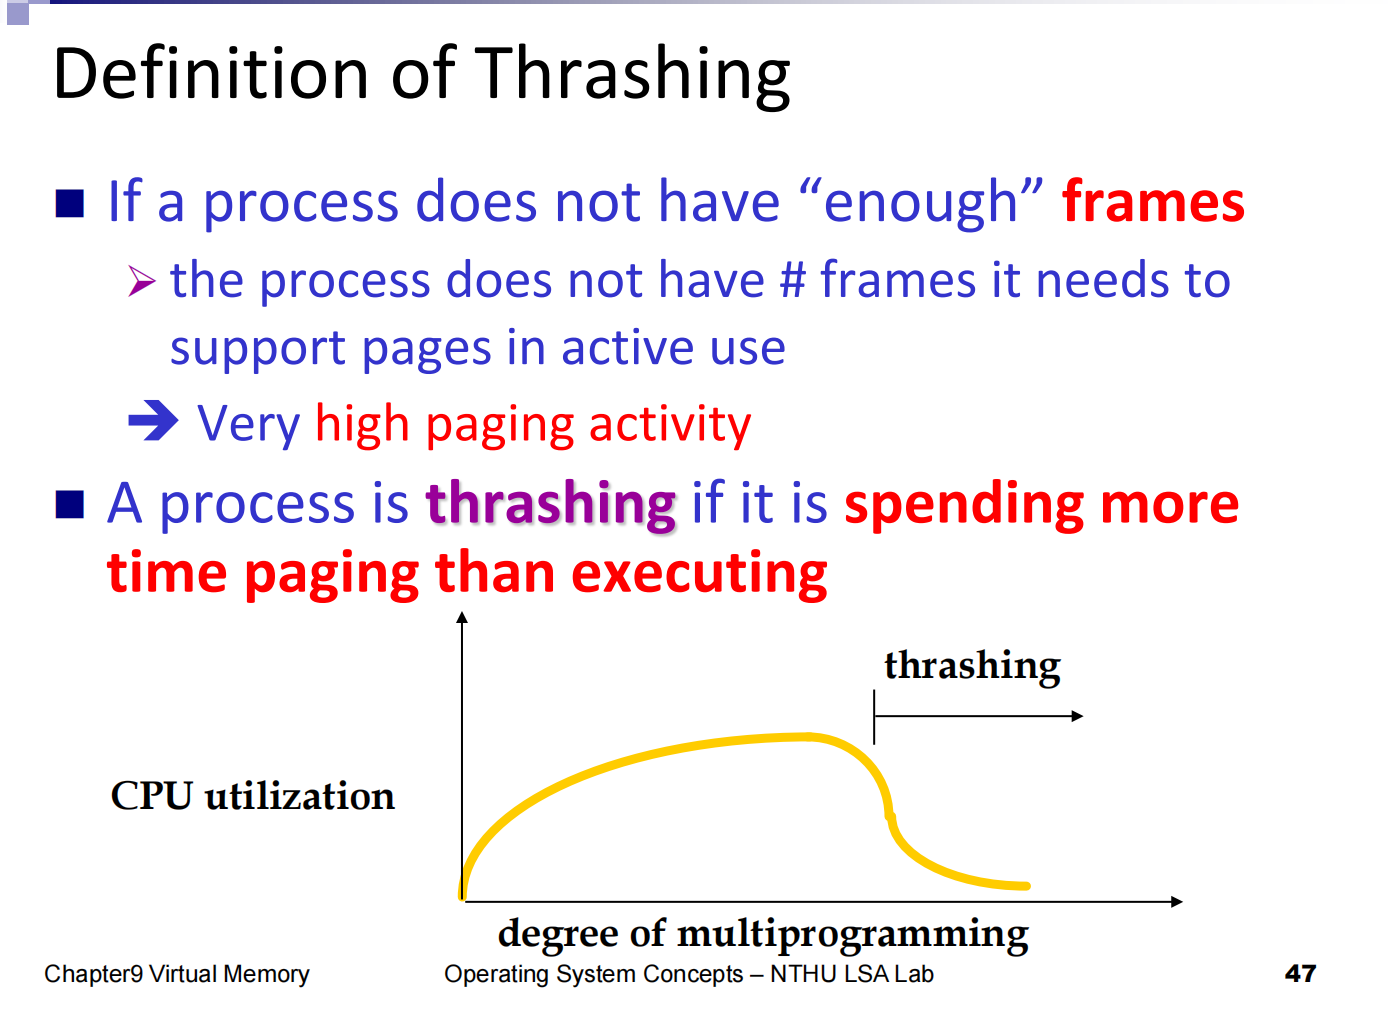 Definition of Thrashing
If a process does not have “enough” frames
the process does not have # frames it needs to
support pages in active use
Very high paging activity
A process is thrashing if it is spending more
time paging than executing
thrashing
CPU utilization
degree of multiprogramming
Chapter9 Virtual Memory Operating System Concepts – NTHU LSA Lab 47